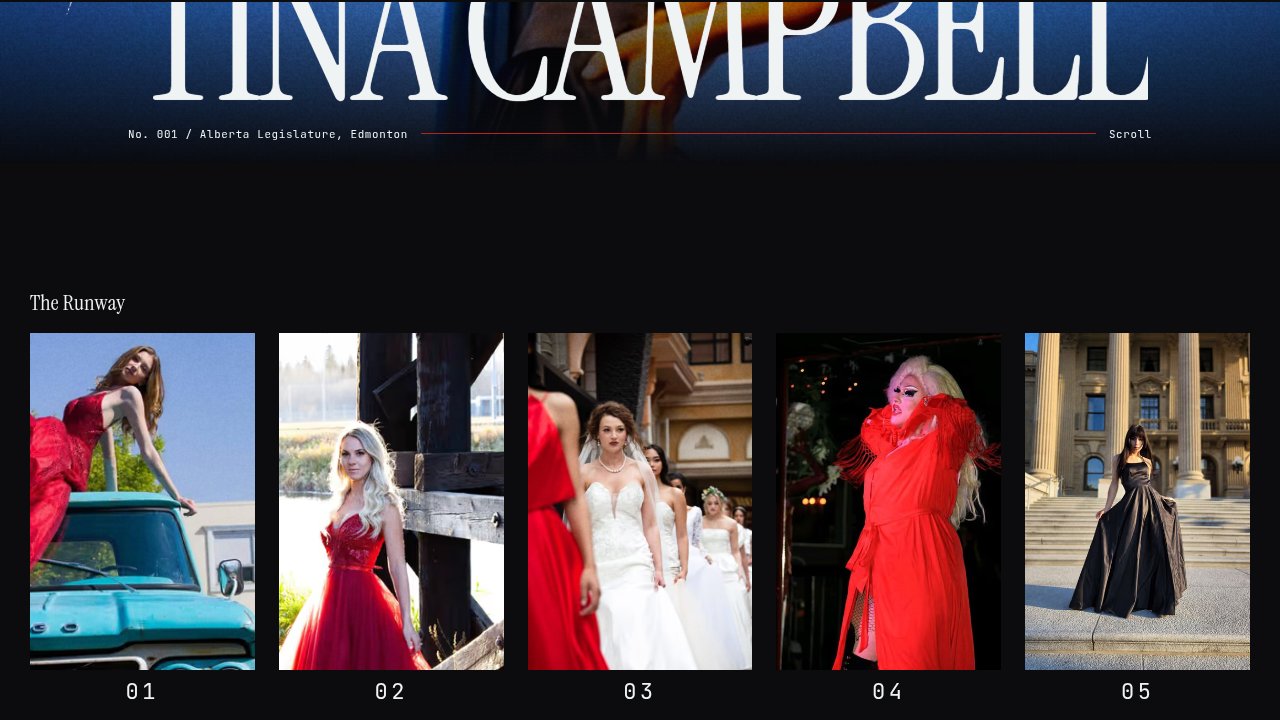 TINA CAMPBELL
No. 001 / Alberta Legislature, Edmonton
Scroll
The Runway
01
02
03
04
05